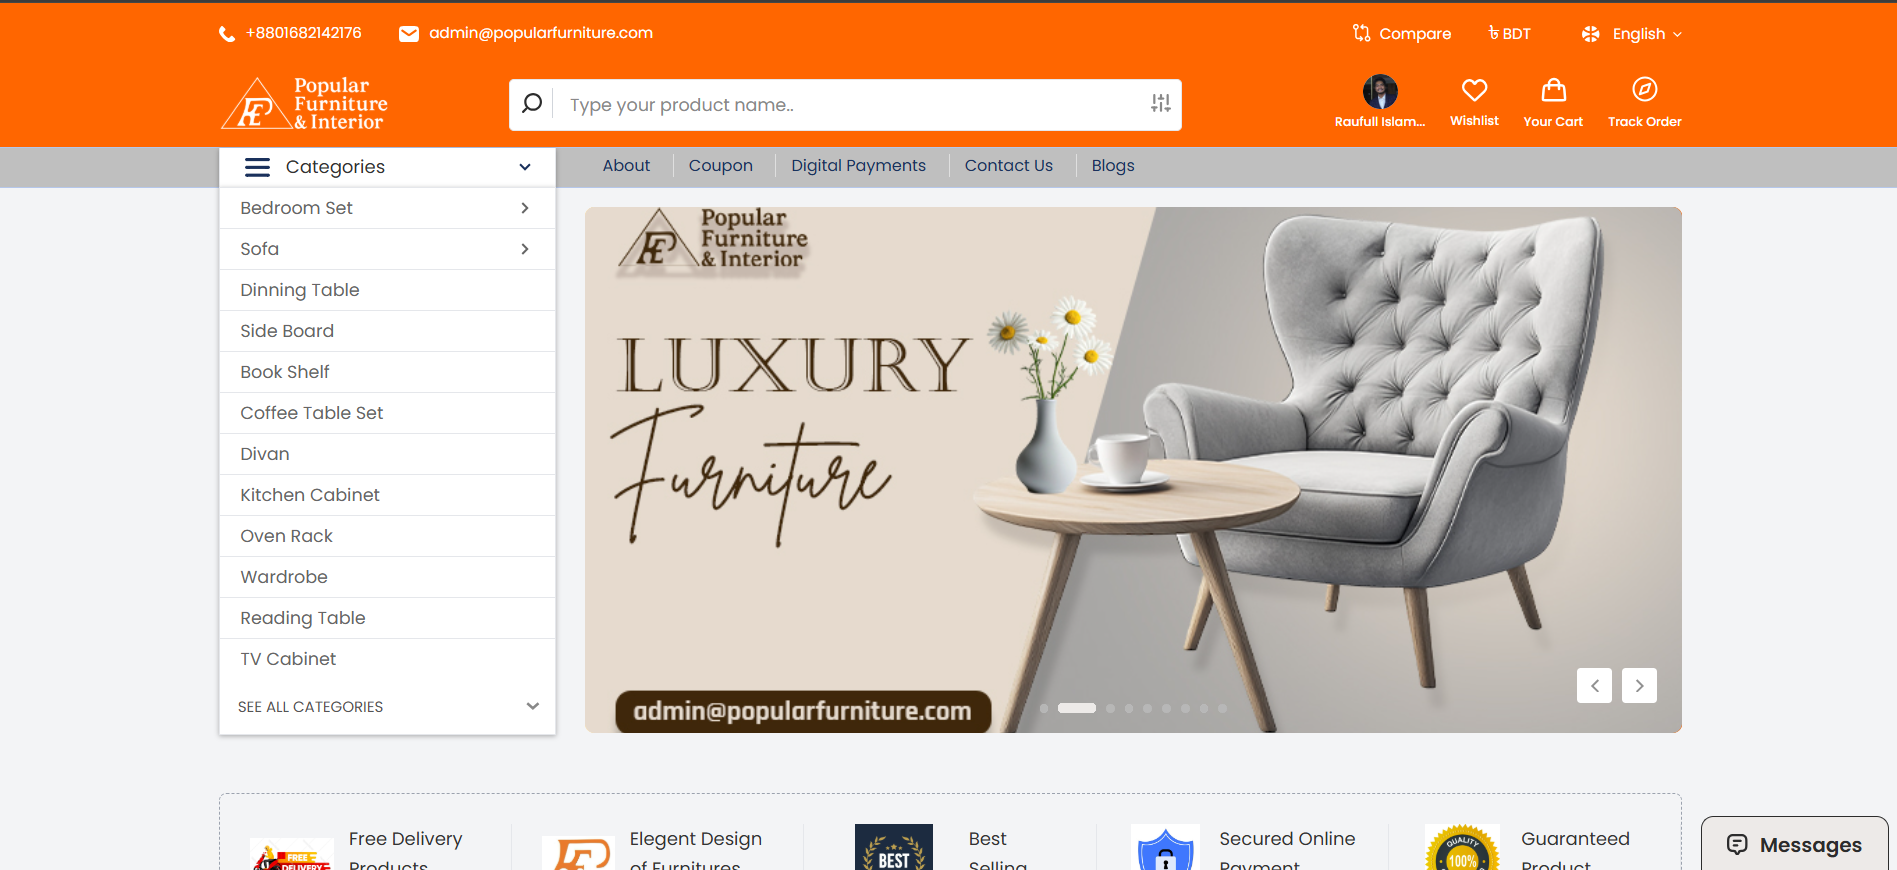 +8801682142176
admin@popularfurniture.com
Compare
৳ BDT
English
Popular
Furniture
& Interior
Type your product name..
Raufull Islam...
Wishlist
Your Cart
Track Order
Categories
About
Coupon
Digital Payments
Contact Us
Blogs
Bedroom Set
Sofa
Dinning Table
Side Board
Book Shelf
Coffee Table Set
Divan
Kitchen Cabinet
Oven Rack
Wardrobe
Reading Table
TV Cabinet
SEE ALL CATEGORIES
Popular
Furniture
& Interior
LUXURY
Furniture
admin@popularfurniture.com
FREE
DELIVERY
Free Delivery
Products
Elegent Design
of Furnitures
BEST
Best
Selling
Secured Online
Payment
QUALITY
100%
Guaranteed
Product
Messages